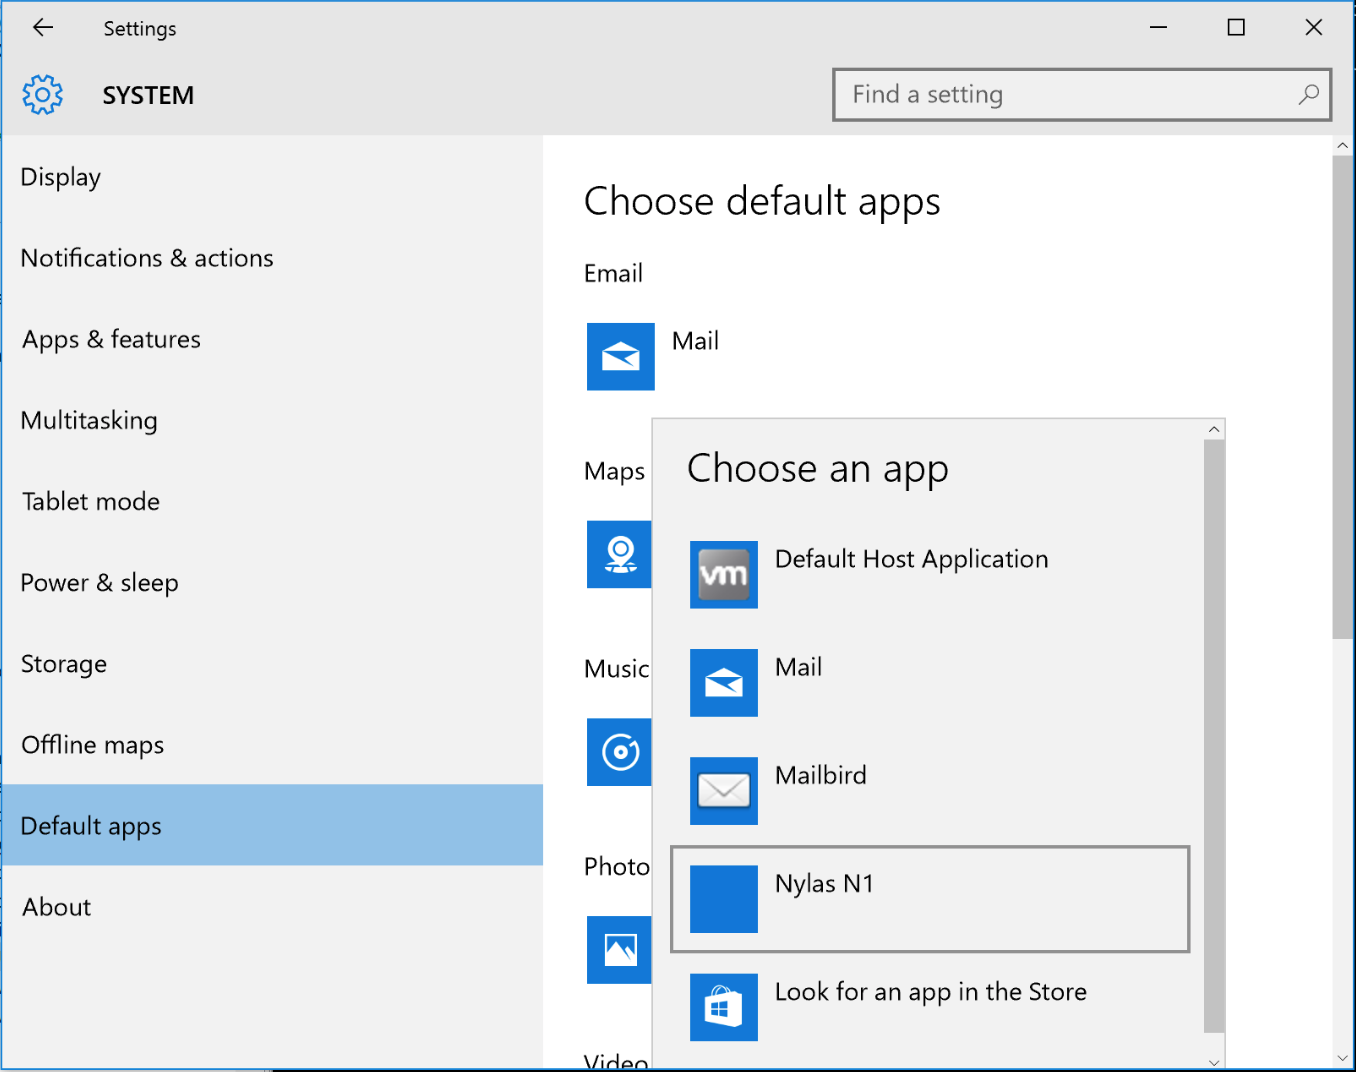 Settings
SYSTEM
Find a setting
Display
Notifications & actions
Apps & features
Multitasking
Tablet mode
Power & sleep
Storage
Offline maps
Default apps
About
Choose default apps
Email
Mail
Maps
Music
Photo
Video
Choose an app
vm
Default Host Application
Mail
Mailbird
Nylas N1
Look for an app in the Store